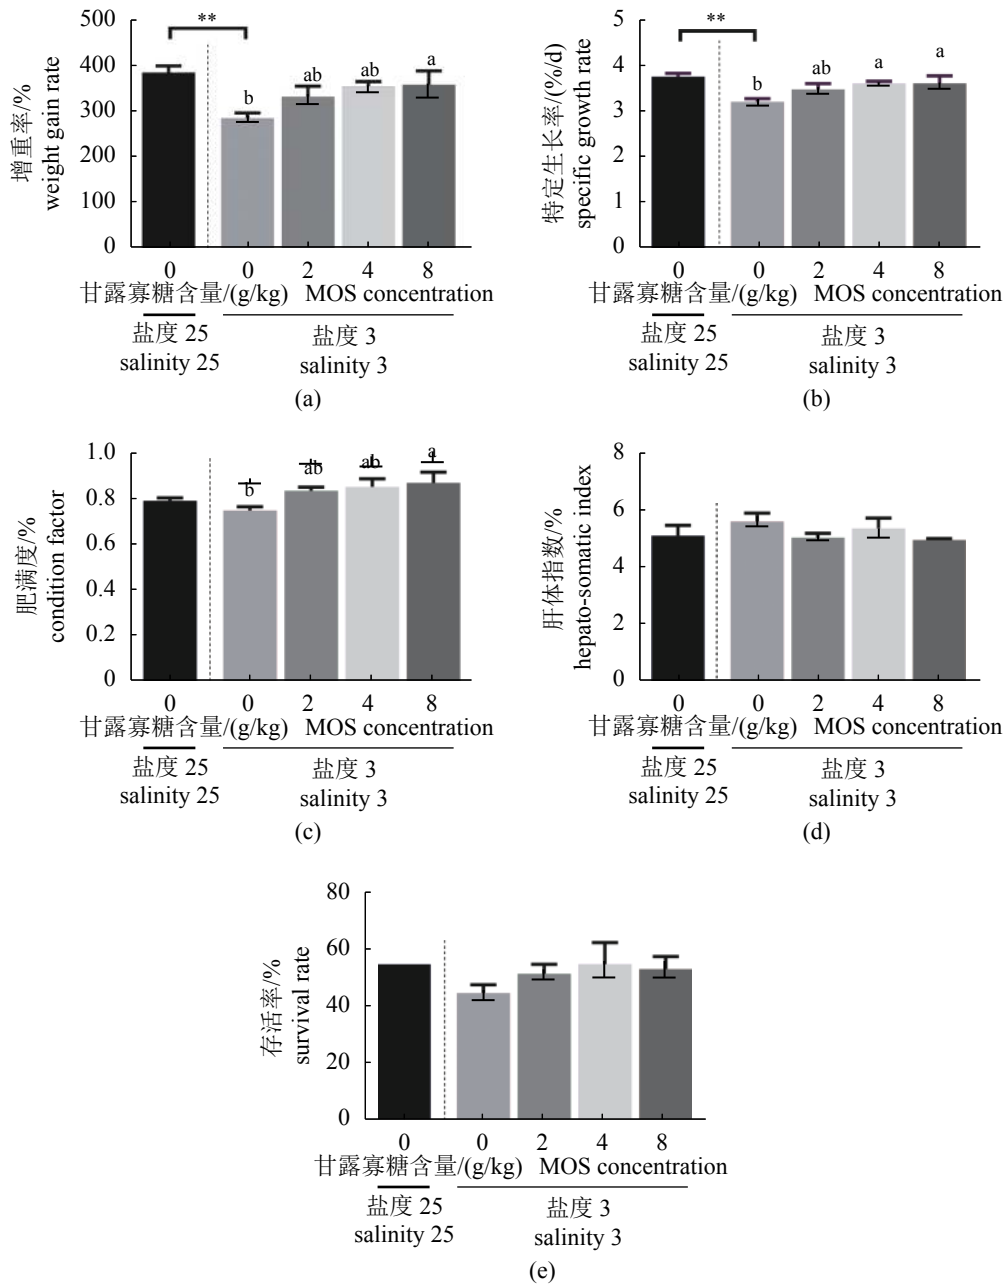 增重率/%
weight gain rate
500
400
300
200
100
0
**
b
ab
ab
a
0 0 2 4 8
甘露寡糖含量/(g/kg) MOS concentration
盐度 25
salinity 25
盐度 3
salinity 3
(a)
特定生长率/(%/d)
specific growth rate
5
4
3
2
1
0
**
b
ab
a
a
0 0 2 4 8
甘露寡糖含量/(g/kg) MOS concentration
盐度 25
salinity 25
盐度 3
salinity 3
(b)
肥满度/%
condition factor
1.0
0.8
0.6
0.4
0.2
0
b
ab
ab
a
0 0 2 4 8
甘露寡糖含量/(g/kg) MOS concentration
盐度 25
salinity 25
盐度 3
salinity 3
(c)
肝体指数/%
hepato-somatic index
8
6
4
2
0
0 0 2 4 8
甘露寡糖含量/(g/kg) MOS concentration
盐度 25
salinity 25
盐度 3
salinity 3
(d)
存活率/%
survival rate
80
60
40
20
0
0 0 2 4 8
甘露寡糖含量/(g/kg) MOS concentration
盐度 25
salinity 25
盐度 3
salinity 3
(e)